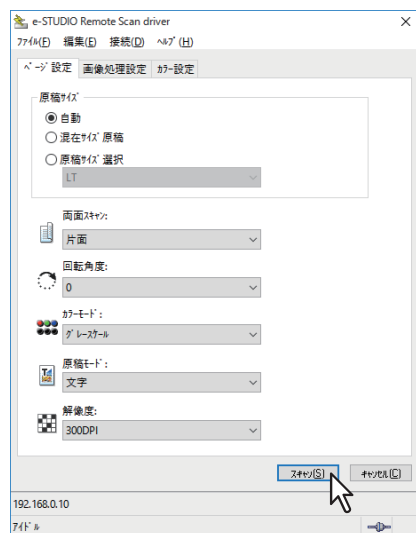 e-STUDIO Remote Scan driver
ﾌｧｲﾙ(F) 編集(E) 接続(D) ﾍﾙﾌﾟ(H)
ﾍﾟｰｼﾞ設定 画像処理設定 ｶﾗｰ設定
原稿ｻｲｽﾞ
自動
混在ｻｲｽﾞ原稿
原稿ｻｲｽﾞ選択
LT
両面ｽｷｬﾝ:
片面
回転角度:
0
ｶﾗｰﾓｰﾄﾞ:
ｸﾞﾚｰｽｹｰﾙ
原稿ﾓｰﾄﾞ:
文字
解像度:
300DPI
ｽｷｬﾝ(S) ｷｬﾝｾﾙ(C)
192.168.0.10
ｱｲﾄﾞﾙ